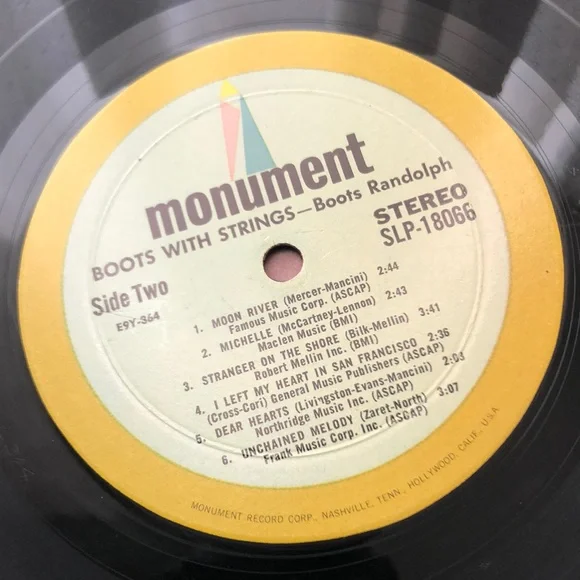 monument
BOOTS WITH STRINGS—Boots Randolph
STEREO
SLP-18066
Side Two
E9Y-364
1. MOON RIVER (Mercer-Mancini) 2:44
Famous Music Corp. (ASCAP)
2. MICHELLE (McCartney-Lennon) 2:43
Maclen Music (BMI)
3. STRANGER ON THE SHORE (Bilk-Mellin) 3:41
Robert Mellin Inc. (BMI)
4. I LEFT MY HEART IN SAN FRANCISCO 2:36
(Cross-Cori) General Music Publishers (ASCAP)
5. DEAR HEARTS (Livingston-Evans-Mancini) 2:03
Northridge Music Inc. (ASCAP)
6. UNCHAINED MELODY (Zaret-North) 3:07
Frank Music Corp. Inc. (ASCAP)
MONUMENT RECORD CORP., NASHVILLE, TENN., HOLLYWOOD, CALIF., U.S.A